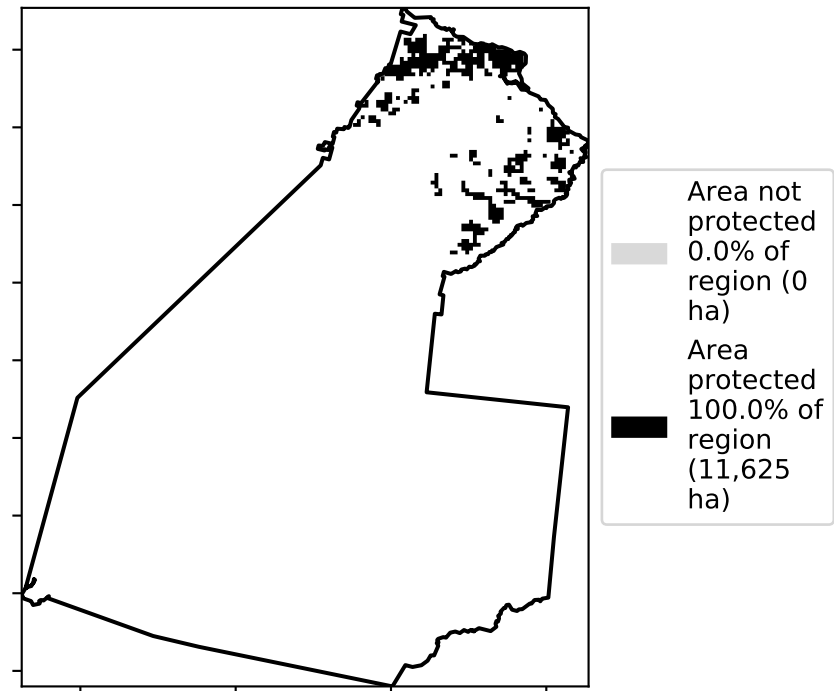 Area not
protected
0.0% of
region (0
ha)
Area
protected
100.0% of
region
(11,625
ha)